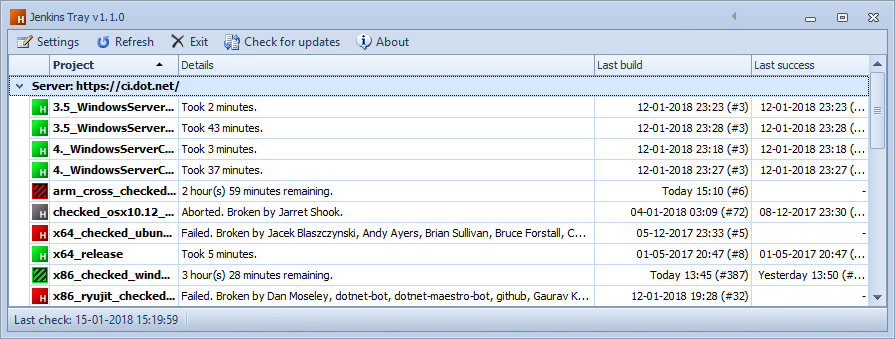 Jenkins Tray v1.1.0
Settings Refresh Exit Check for updates About
Project Details Last build Last success
Server: https://ci.dot.net/
3.5_WindowsServer... Took 2 minutes. 12-01-2018 23:23 (#3) 12-01-2018 23:23 (...
3.5_WindowsServer... Took 43 minutes. 12-01-2018 23:28 (#3) 12-01-2018 23:28 (...
4._WindowsServerC... Took 3 minutes. 12-01-2018 23:18 (#3) 12-01-2018 23:18 (...
4._WindowsServerC... Took 37 minutes. 12-01-2018 23:27 (#3) 12-01-2018 23:27 (...
arm_cross_checked... 2 hour(s) 59 minutes remaining. Today 15:10 (#6) -
checked_osx10.12_... Aborted. Broken by Jarret Shook. 04-01-2018 03:09 (#72) 08-12-2017 23:30 (...
x64_checked_ubun... Failed. Broken by Jacek Blaszczynski, Andy Ayers, Brian Sullivan, Bruce Forstall, C... 05-12-2017 23:33 (#5) -
x64_release Took 5 minutes. 01-05-2017 20:47 (#8) 01-05-2017 20:47 (...
x86_checked_wind... 3 hour(s) 28 minutes remaining. Today 13:45 (#387) Yesterday 13:50 (#...
x86_ryujit_checked... Failed. Broken by Dan Moseley, dotnet-bot, dotnet-maestro-bot, github, Gaurav K... 12-01-2018 19:28 (#32) -
Last check: 15-01-2018 15:19:59